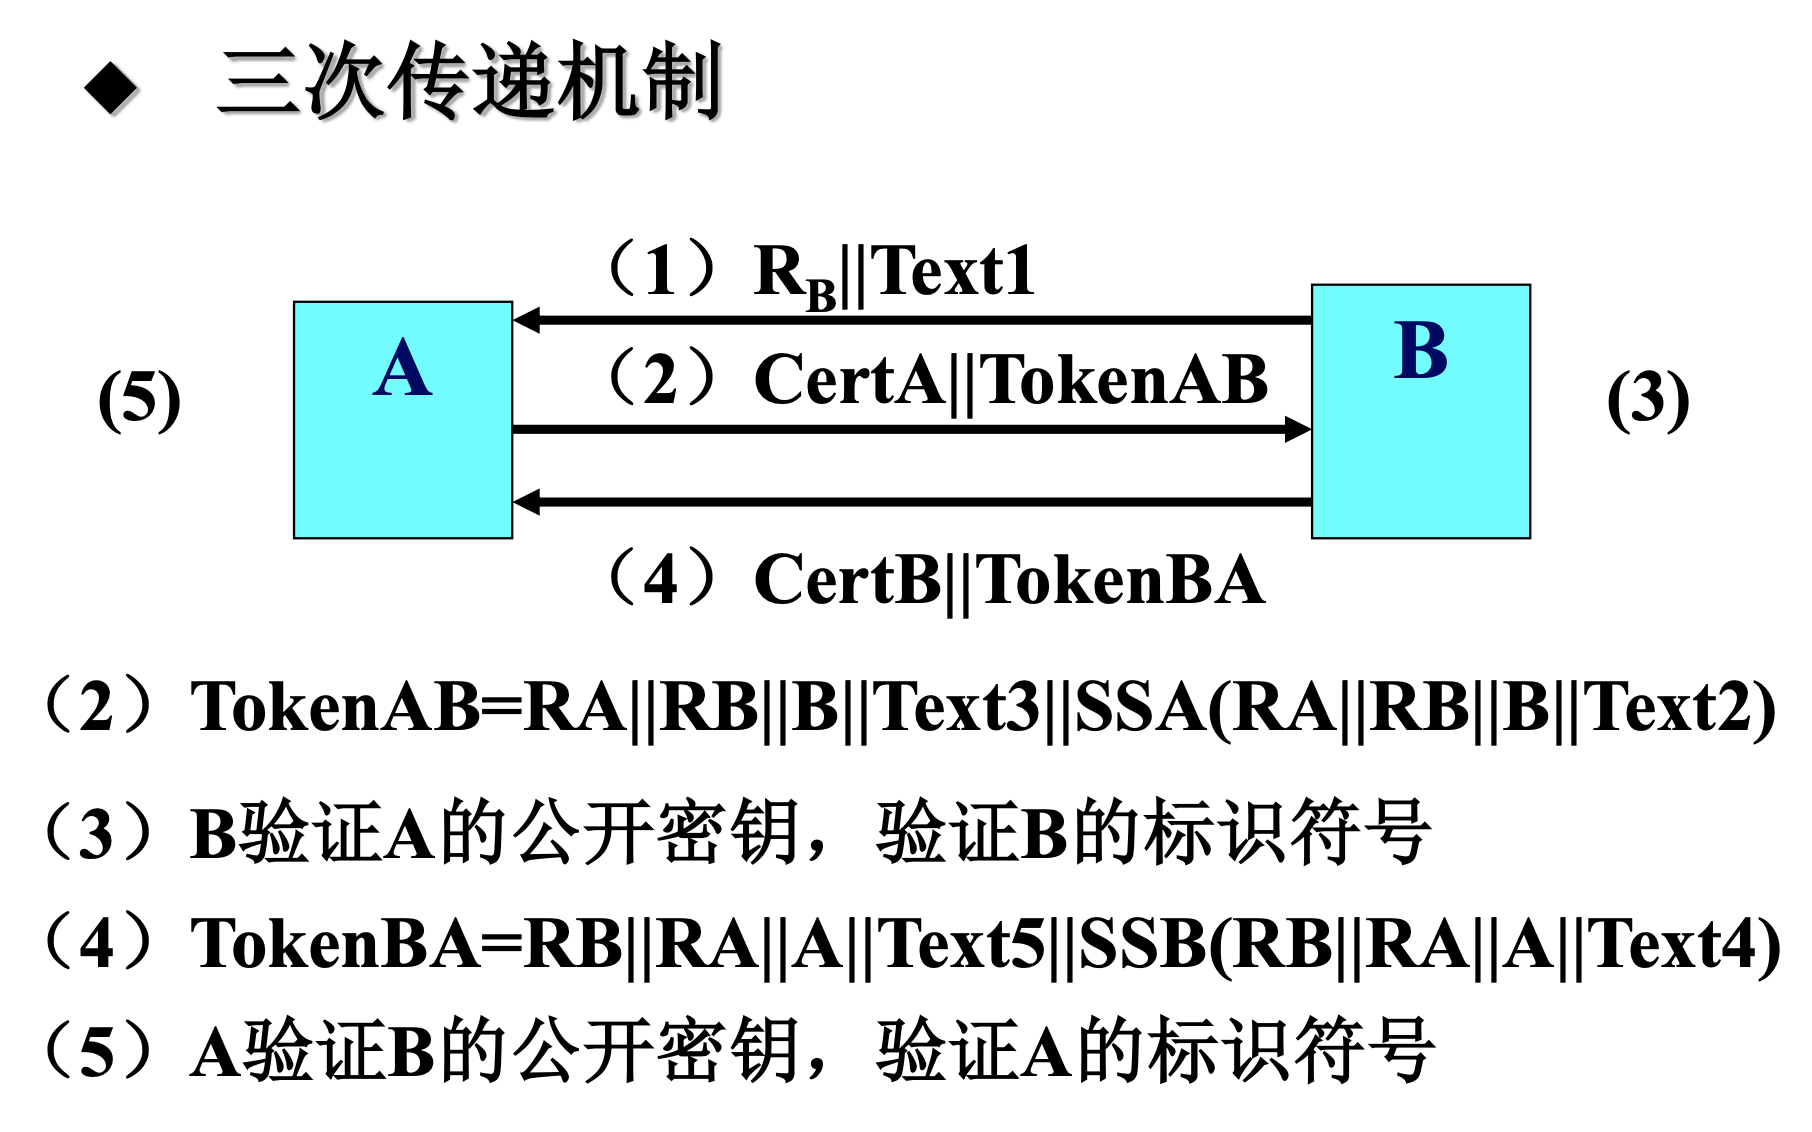 ◆ 三次传递机制
（1）RB||Text1
A
B
（2）CertA||TokenAB
(5)
(3)
（4）CertB||TokenBA
（2）TokenAB=RA||RB||B||Text3||SSA(RA||RB||B||Text2)
（3）B验证A的公开密钥，验证B的标识符号
（4）TokenBA=RB||RA||A||Text5||SSB(RB||RA||A||Text4)
（5）A验证B的公开密钥，验证A的标识符号